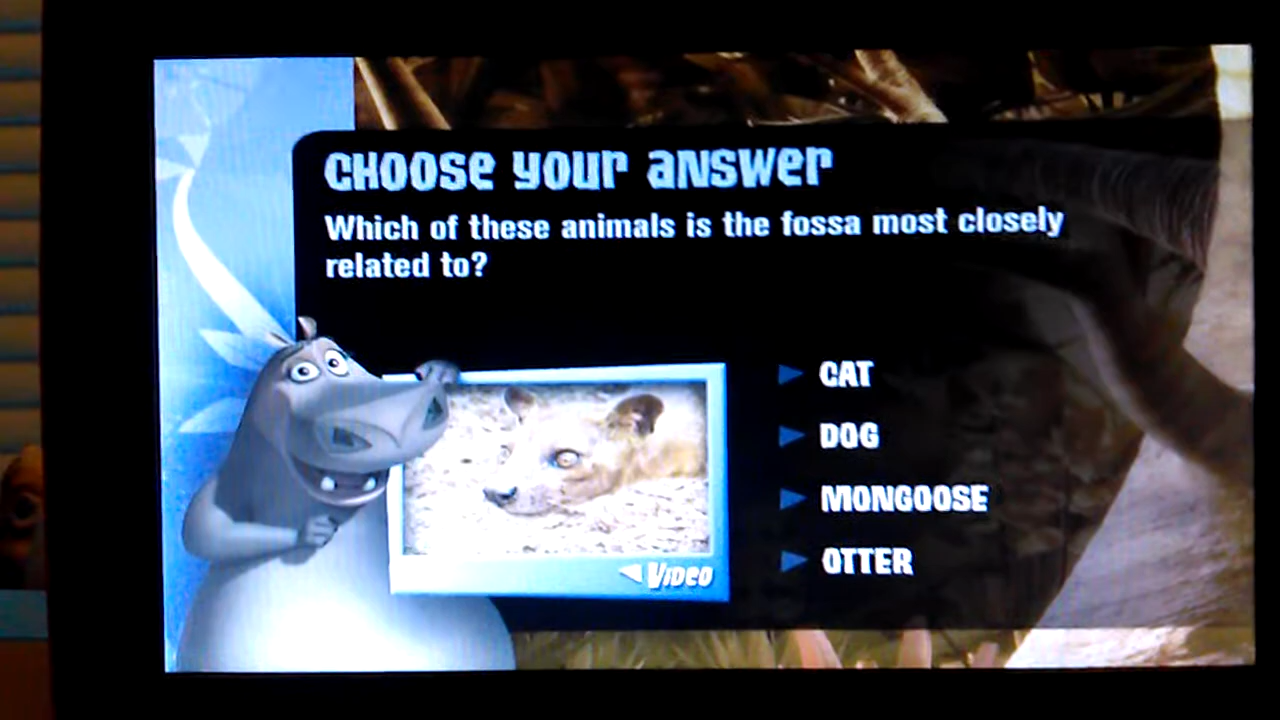 CHOOSE YOUR ANSWER
Which of these animals is the fossa most closely
related to?
CAT
DOG
MONGOOSE
OTTER
VIDEO